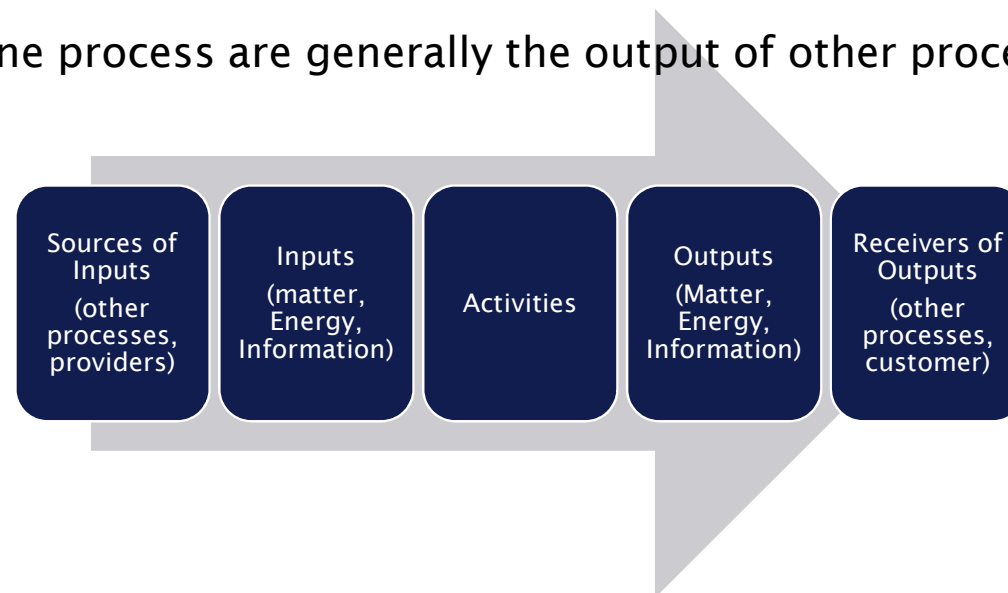 ne process are generally the output of other proce
Sources of
Inputs
(other
processes,
providers)
Inputs
(matter,
Energy,
Information)
Activities
Outputs
(Matter,
Energy,
Information)
Receivers of
Outputs
(other
processes,
customer)